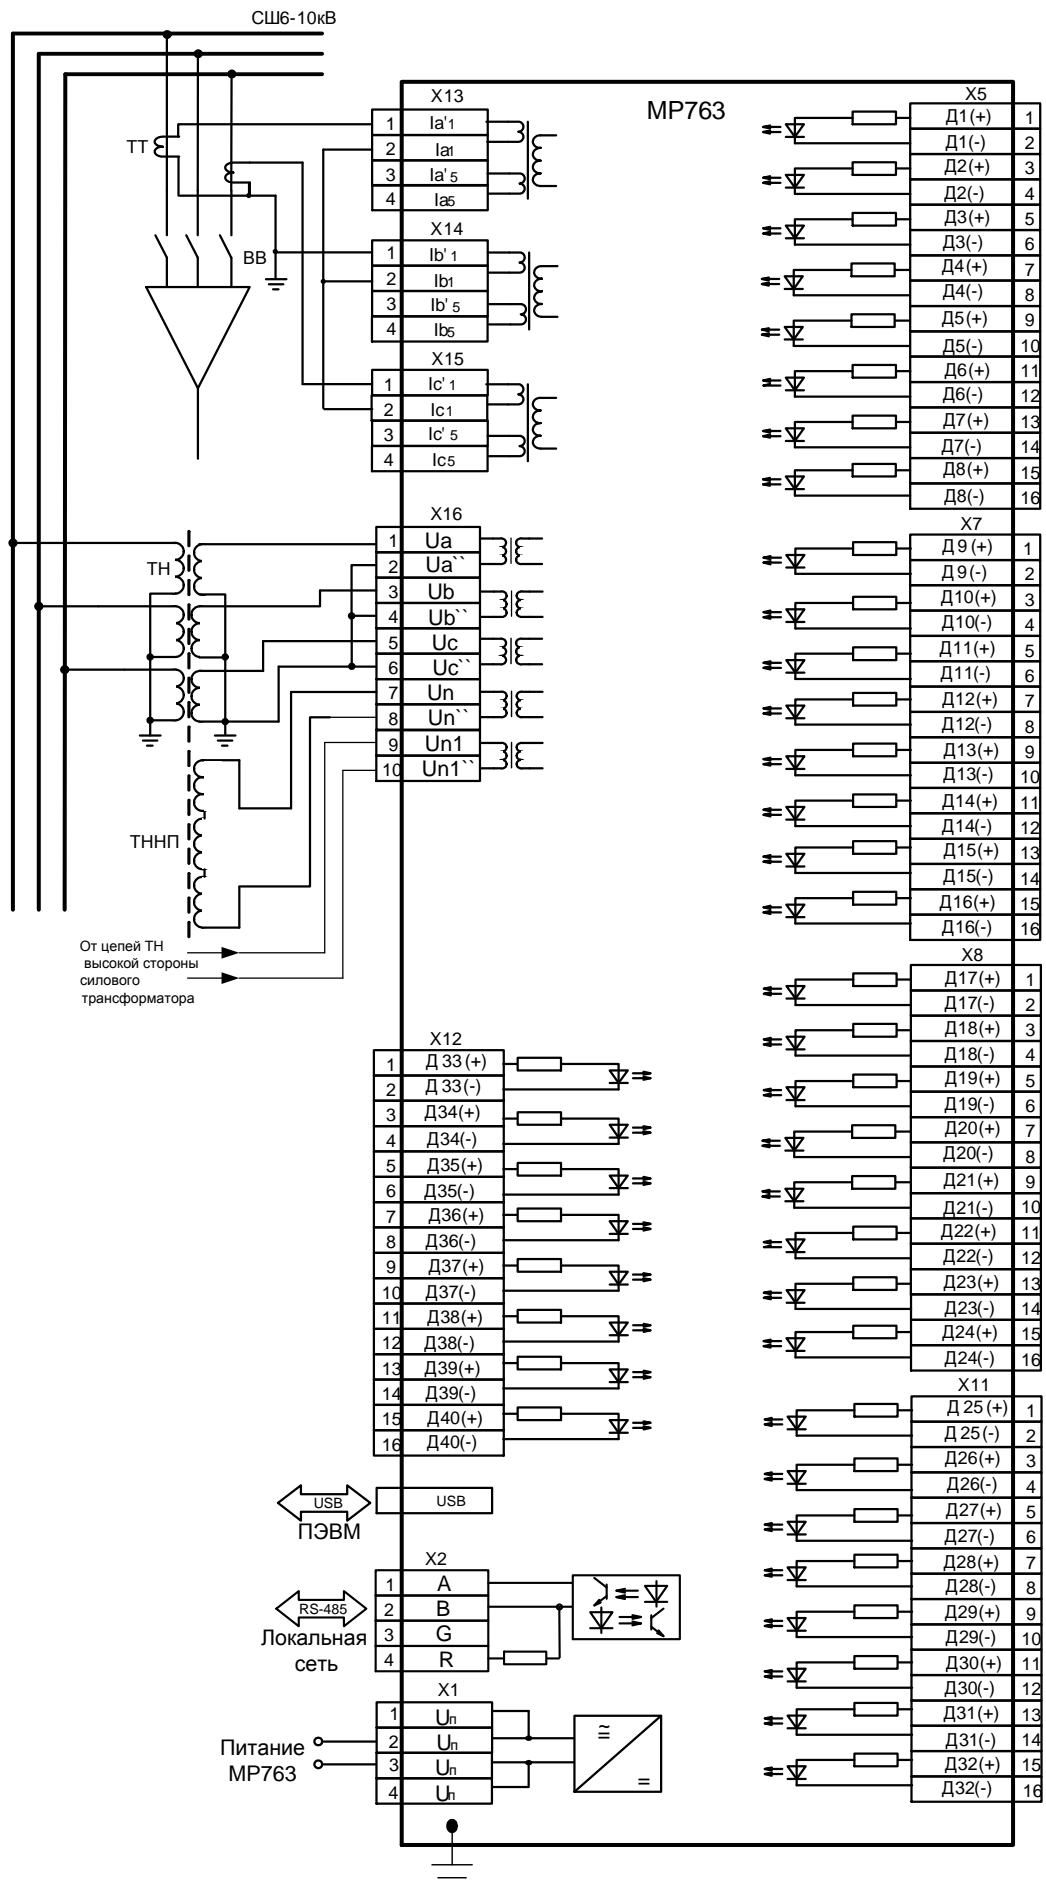 СШ6-10кВ
МР763
ТТ
ВВ
X13
1 Ia'1
2 Ia1
3 Ia'5
4 Ia5
X14
1 Ib'1
2 Ib1
3 Ib'5
4 Ib5
X15
1 Ic'1
2 Ic1
3 Ic'5
4 Ic5
ТН
ТННП
X16
1 Ua
2 Ua``
3 Ub
4 Ub``
5 Uc
6 Uc``
7 Un
8 Un``
9 Un1
10 Un1``
От цепей ТН
высокой стороны
силового
трансформатора
X12
1 Д33(+)
2 Д33(-)
3 Д34(+)
4 Д34(-)
5 Д35(+)
6 Д35(-)
7 Д36(+)
8 Д36(-)
9 Д37(+)
10 Д37(-)
11 Д38(+)
12 Д38(-)
13 Д39(+)
14 Д39(-)
15 Д40(+)
16 Д40(-)
USB USB
ПЭВМ
X2
1 A
2 B
3 G
4 R
RS-485
Локальная
сеть
X1
1 Uп
2 Uп
3 Uп
4 Uп
Питание
МР763
≅
=
X5
Д1(+) 1
Д1(-) 2
Д2(+) 3
Д2(-) 4
Д3(+) 5
Д3(-) 6
Д4(+) 7
Д4(-) 8
Д5(+) 9
Д5(-) 10
Д6(+) 11
Д6(-) 12
Д7(+) 13
Д7(-) 14
Д8(+) 15
Д8(-) 16
X7
Д9(+) 1
Д9(-) 2
Д10(+) 3
Д10(-) 4
Д11(+) 5
Д11(-) 6
Д12(+) 7
Д12(-) 8
Д13(+) 9
Д13(-) 10
Д14(+) 11
Д14(-) 12
Д15(+) 13
Д15(-) 14
Д16(+) 15
Д16(-) 16
X8
Д17(+) 1
Д17(-) 2
Д18(+) 3
Д18(-) 4
Д19(+) 5
Д19(-) 6
Д20(+) 7
Д20(-) 8
Д21(+) 9
Д21(-) 10
Д22(+) 11
Д22(-) 12
Д23(+) 13
Д23(-) 14
Д24(+) 15
Д24(-) 16
X11
Д25(+) 1
Д25(-) 2
Д26(+) 3
Д26(-) 4
Д27(+) 5
Д27(-) 6
Д28(+) 7
Д28(-) 8
Д29(+) 9
Д29(-) 10
Д30(+) 11
Д30(-) 12
Д31(+) 13
Д31(-) 14
Д32(+) 15
Д32(-) 16